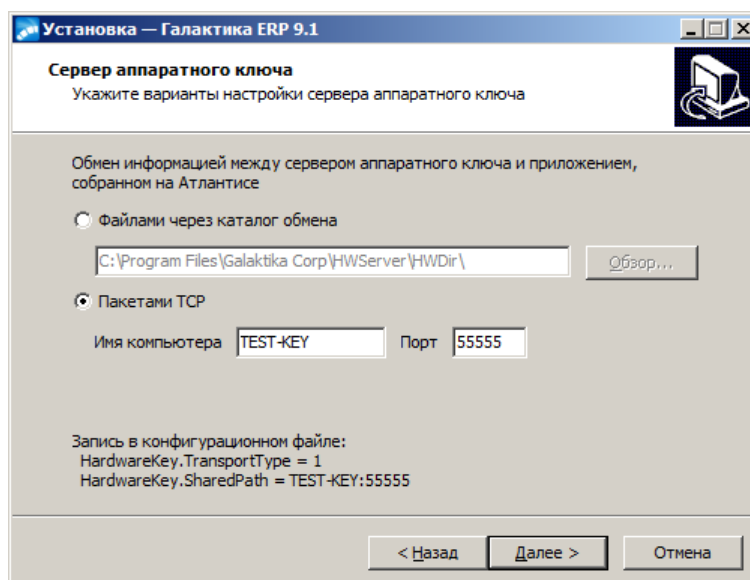 Установка — Галактика ERP 9.1
Сервер аппаратного ключа
Укажите варианты настройки сервера аппаратного ключа
Обмен информацией между сервером аппаратного ключа и приложением,
собранном на Атлантисе
Файлами через каталог обмена
C:\Program Files\Galaktika Corp\HWServer\HWDir\ Обзор...
Пакетами TCP
Имя компьютера TEST-KEY Порт 55555
Запись в конфигурационном файле:
HardwareKey.TransportType = 1
HardwareKey.SharedPath = TEST-KEY:55555
< Назад Далее > Отмена